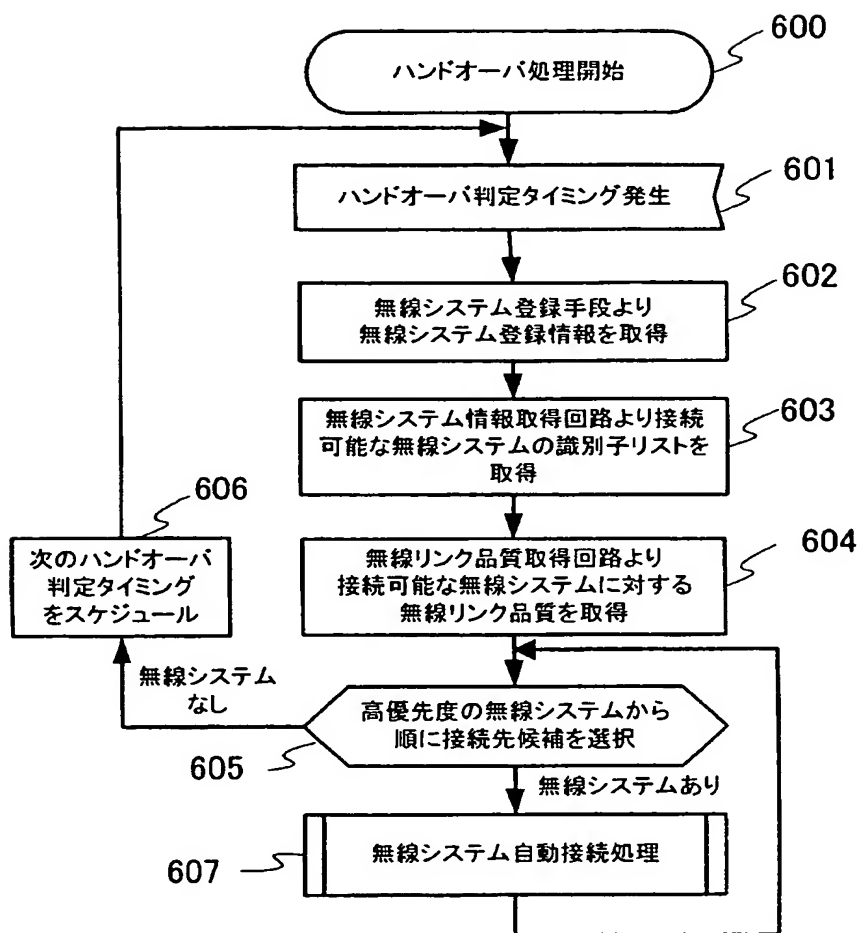 600
ハンドオーバ処理開始
601
ハンドオーバ判定タイミング発生
602
無線システム登録手段より
無線システム登録情報を取得
603
無線システム情報取得回路より接続
可能な無線システムの識別子リストを
取得
606
次のハンドオーバ
判定タイミング
をスケジュール
604
無線リンク品質取得回路より
接続可能な無線システムに対する
無線リンク品質を取得
無線システム
なし
高優先度の無線システムから
順に接続先候補を選択
605
無線システムあり
607
無線システム自動接続処理